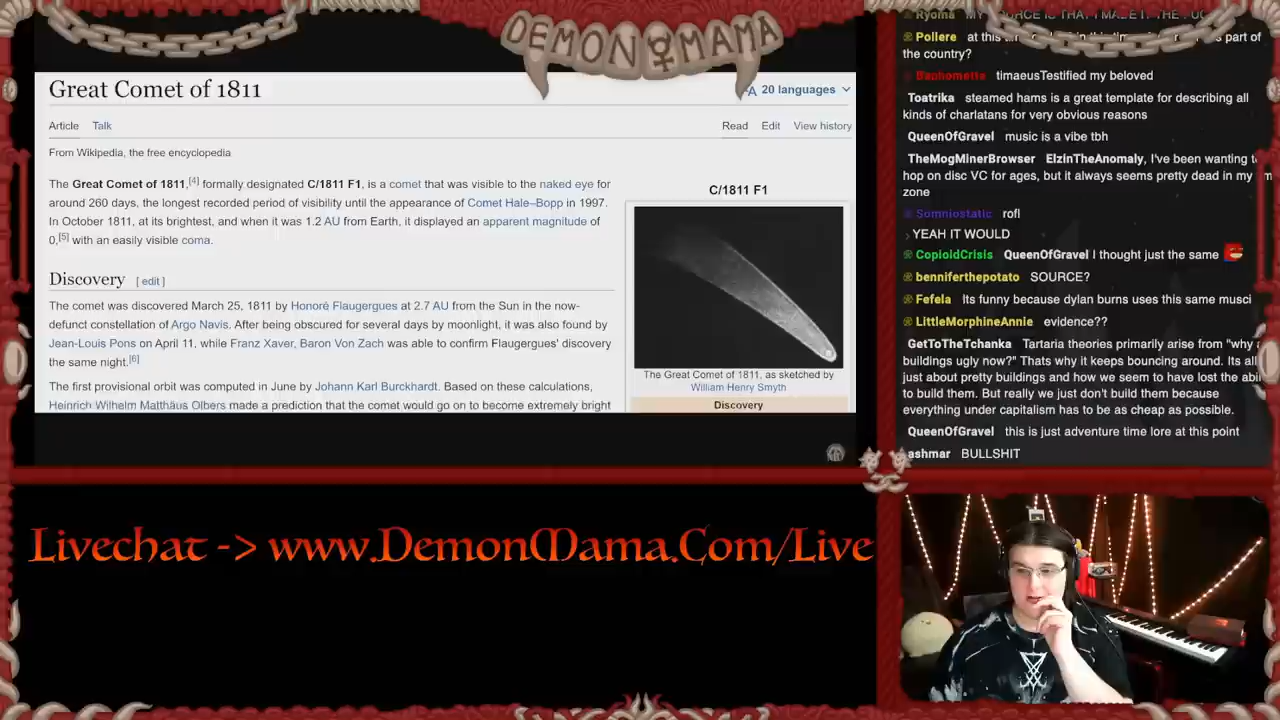 DEMON MAMA
Great Comet of 1811
20 languages
Article Talk
Read Edit View history
From Wikipedia, the free encyclopedia
The Great Comet of 1811,[4] formally designated C/1811 F1, is a comet that was visible to the naked eye for
around 260 days, the longest recorded period of visibility until the appearance of Comet Hale–Bopp in 1997.
In October 1811, at its brightest, and when it was 1.2 AU from Earth, it displayed an apparent magnitude of
0,[5] with an easily visible coma.
Discovery [ edit ]
The comet was discovered March 25, 1811 by Honoré Flaugergues at 2.7 AU from the Sun in the now-
defunct constellation of Argo Navis. After being obscured for several days by moonlight, it was also found by
Jean-Louis Pons on April 11, while Franz Xaver, Baron Von Zach was able to confirm Flaugergues' discovery
the same night.[6]
The first provisional orbit was computed in June by Johann Karl Burckhardt. Based on these calculations,
Heinrich Wilhelm Matthäus Olbers made a prediction that the comet would go on to become extremely bright
C/1811 F1
The Great Comet of 1811, as sketched by
William Henry Smyth
Discovery
Ryoma
Pollere at this part of
the country?
Baphometta timaeusTestified my beloved
Toatrika steamed hams is a great template for describing all
kinds of charlatans for very obvious reasons
QueenOfGravel music is a vibe tbh
TheMogMinerBrowser ElzinTheAnomaly, I've been wanting
hop on disc VC for ages, but it always seems pretty dead in my
zone
Somniostatic rofl
YEAH IT WOULD
CopioidCrisis QueenOfGravel I thought just the same
benniferthepotato SOURCE?
Fefela Its funny because dylan burns uses this same musci
LittleMorphineAnnie evidence??
GetToTheTchanka Tartaria theories primarily arise from "why
buildings ugly now?" Thats why it keeps bouncing around. Its all
just about pretty buildings and how we seem to have lost the
to build them. But really we just don't build them because
everything under capitalism has to be as cheap as possible.
QueenOfGravel this is just adventure time lore at this point
ashmar BULLSHIT
Livechat -> www.DemonMama.Com/Live